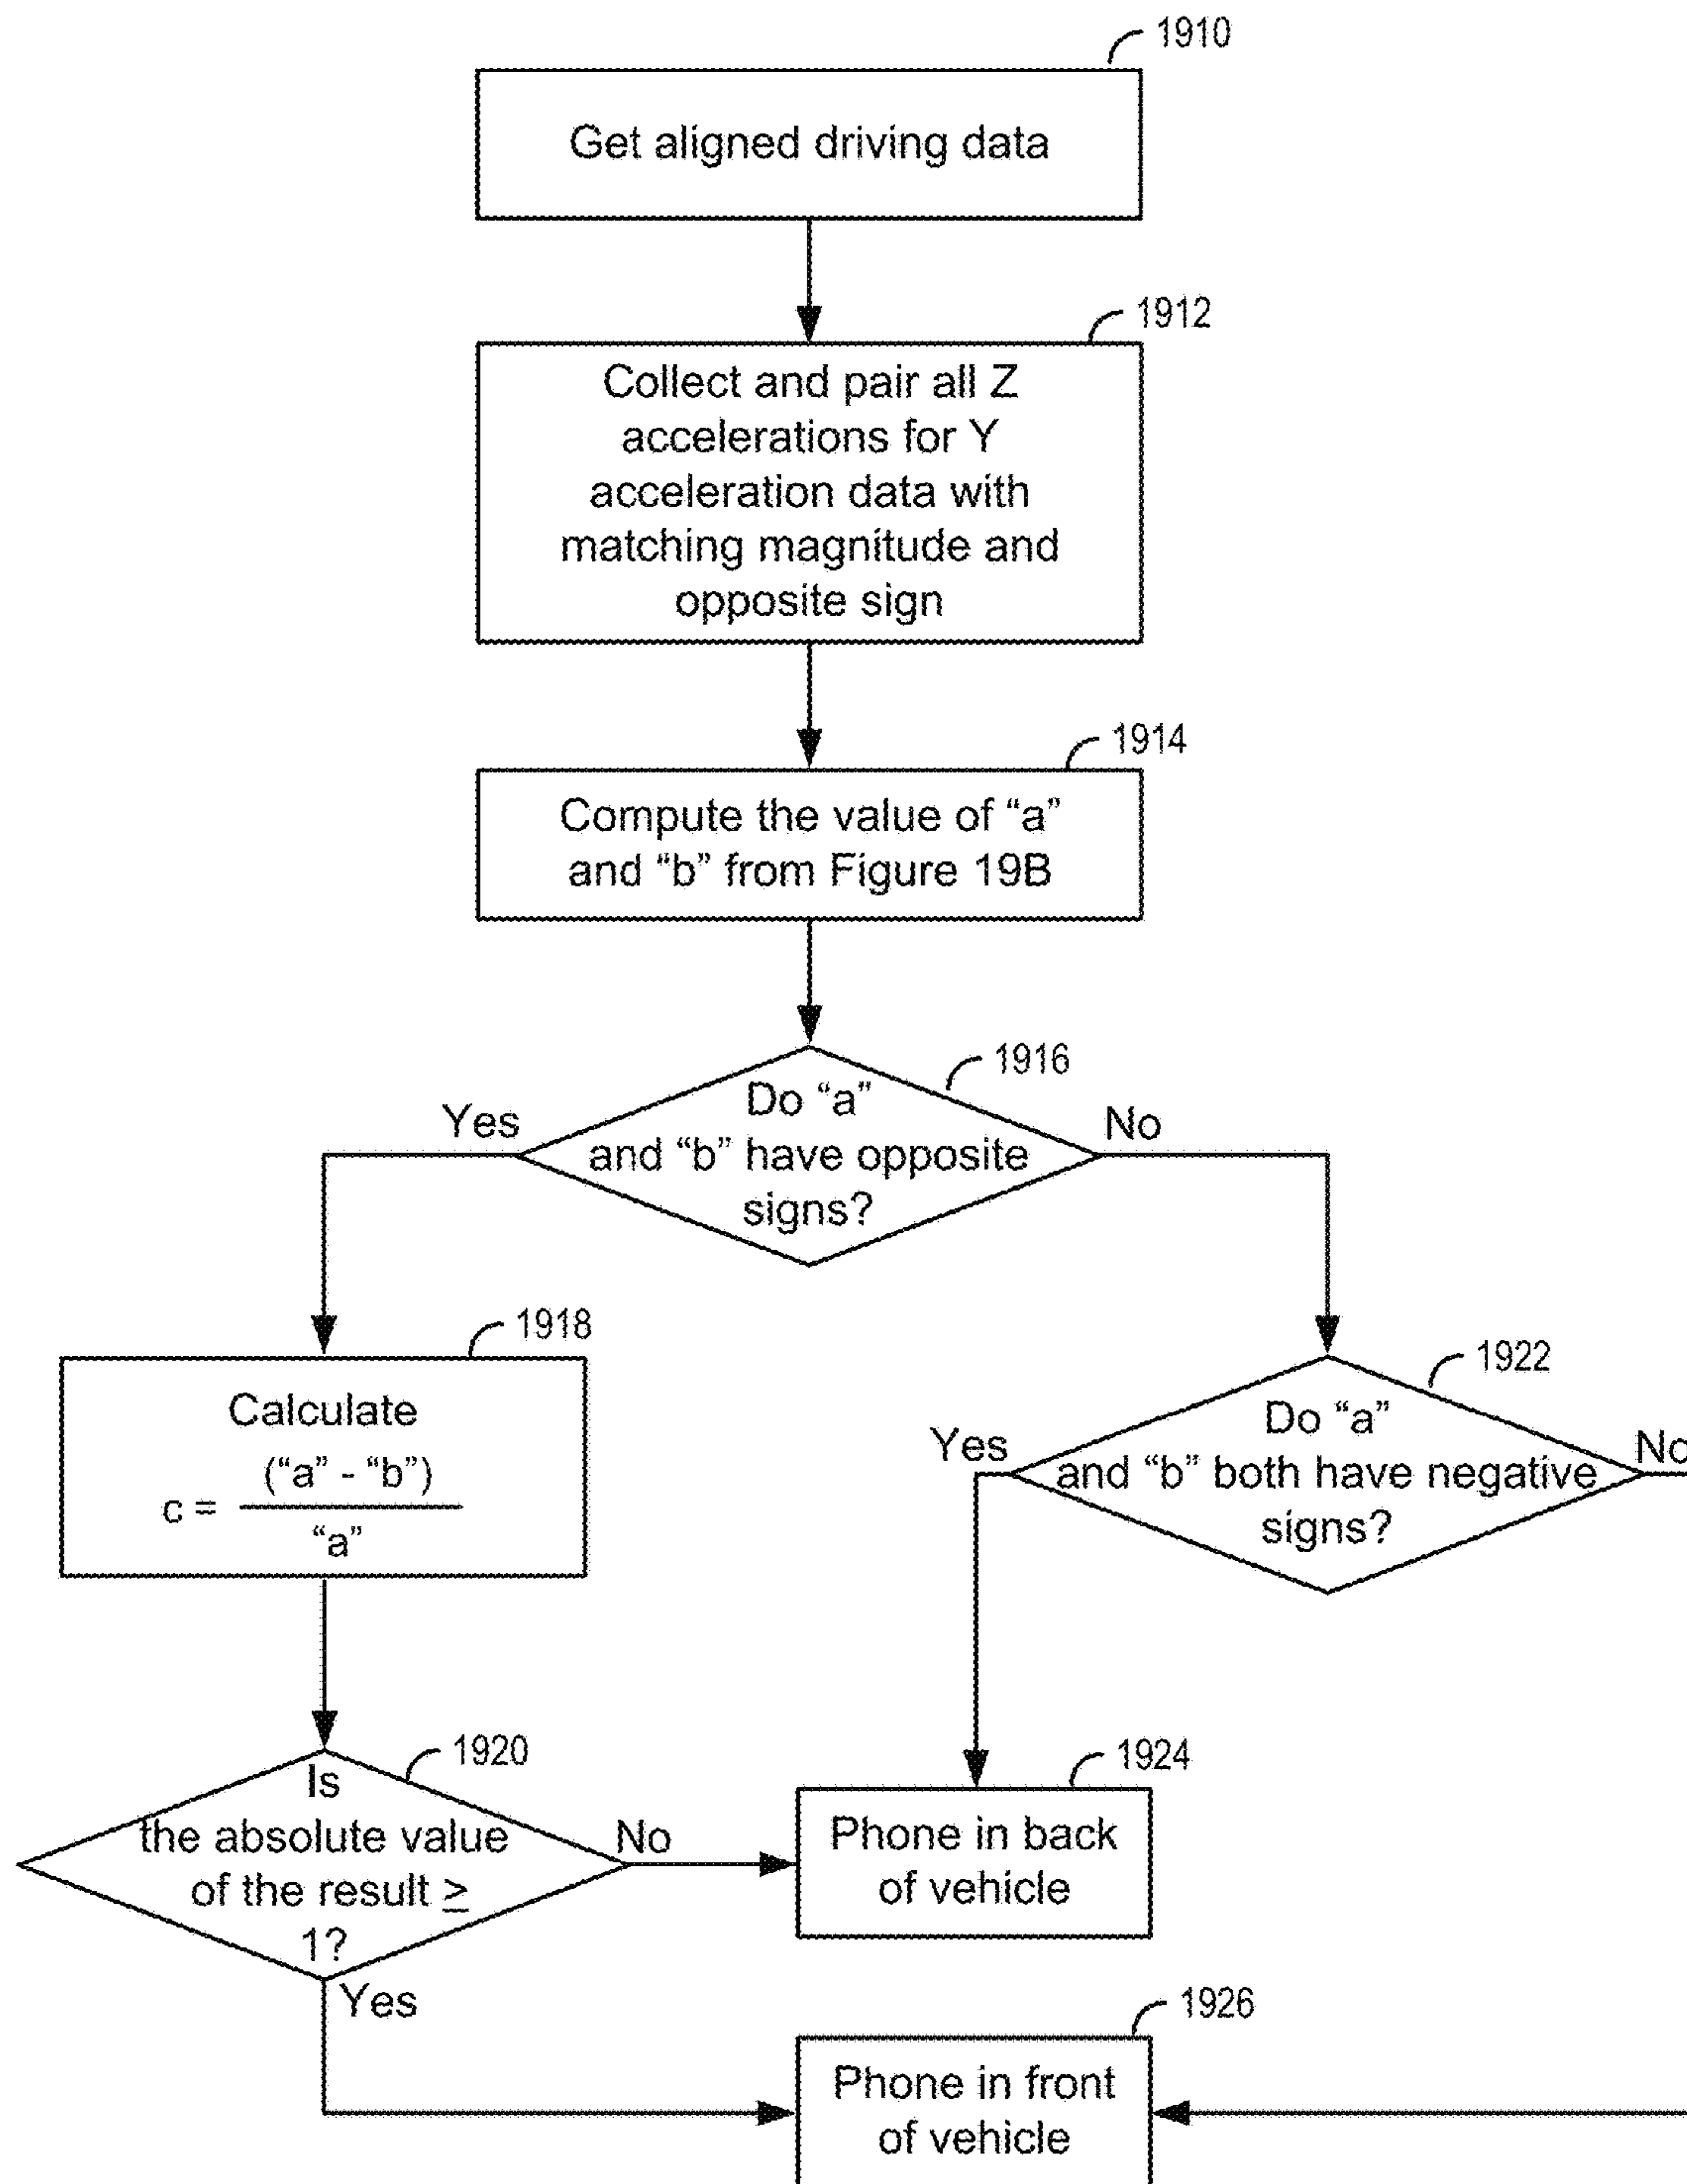 1910
Get aligned driving data
1912
Collect and pair all Z
accelerations for Y
acceleration data with
matching magnitude and
opposite sign
1914
Compute the value of “a”
and “b” from Figure 19B
1916
Do “a”
and “b” have opposite
signs?
Yes
No
1918
Calculate
c = (“a” - “b”)
“a”
1922
Do “a”
and “b” both have negative
signs?
Yes
No
1920
Is
the absolute value
of the result ≥
1?
No
Yes
1924
Phone in back
of vehicle
1926
Phone in front
of vehicle